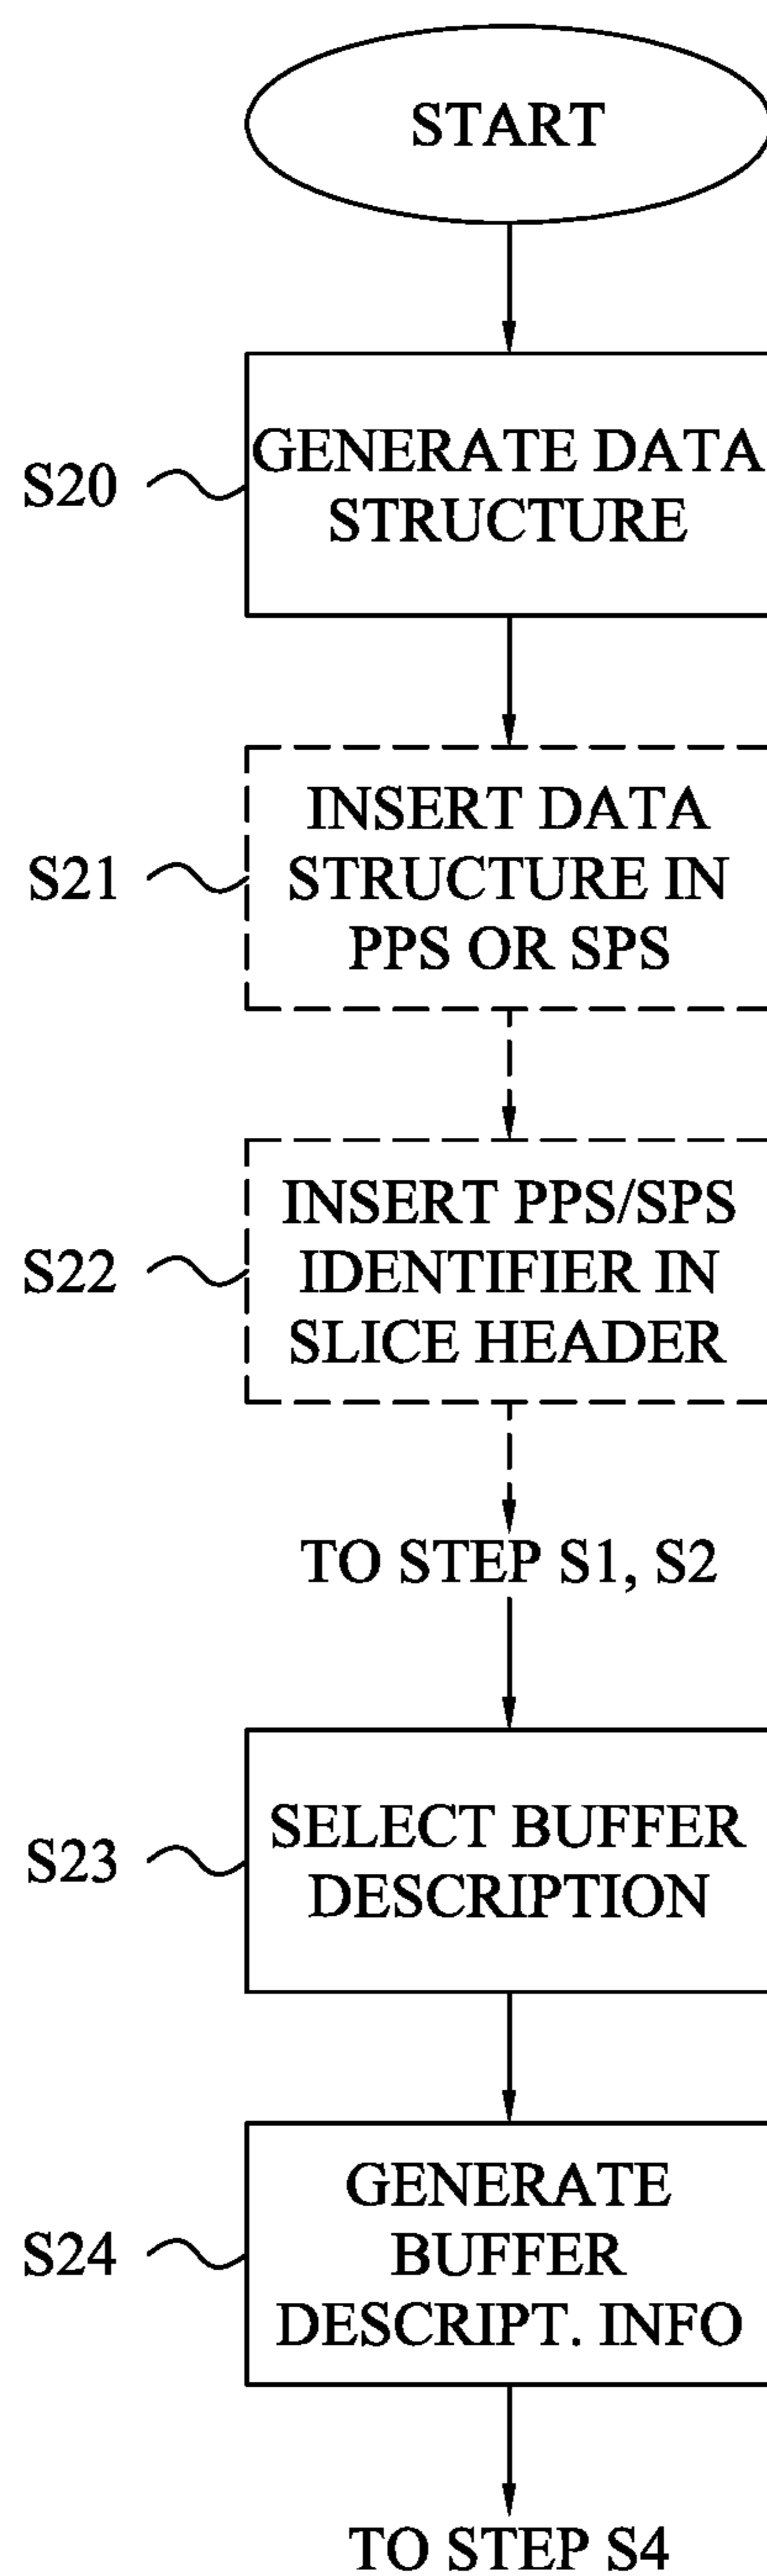 START
S20
GENERATE DATA
STRUCTURE
S21
INSERT DATA
STRUCTURE IN
PPS OR SPS
S22
INSERT PPS/SPS
IDENTIFIER IN
SLICE HEADER
TO STEP S1, S2
S23
SELECT BUFFER
DESCRIPTION
S24
GENERATE
BUFFER
DESCRIPT. INFO
TO STEP S4